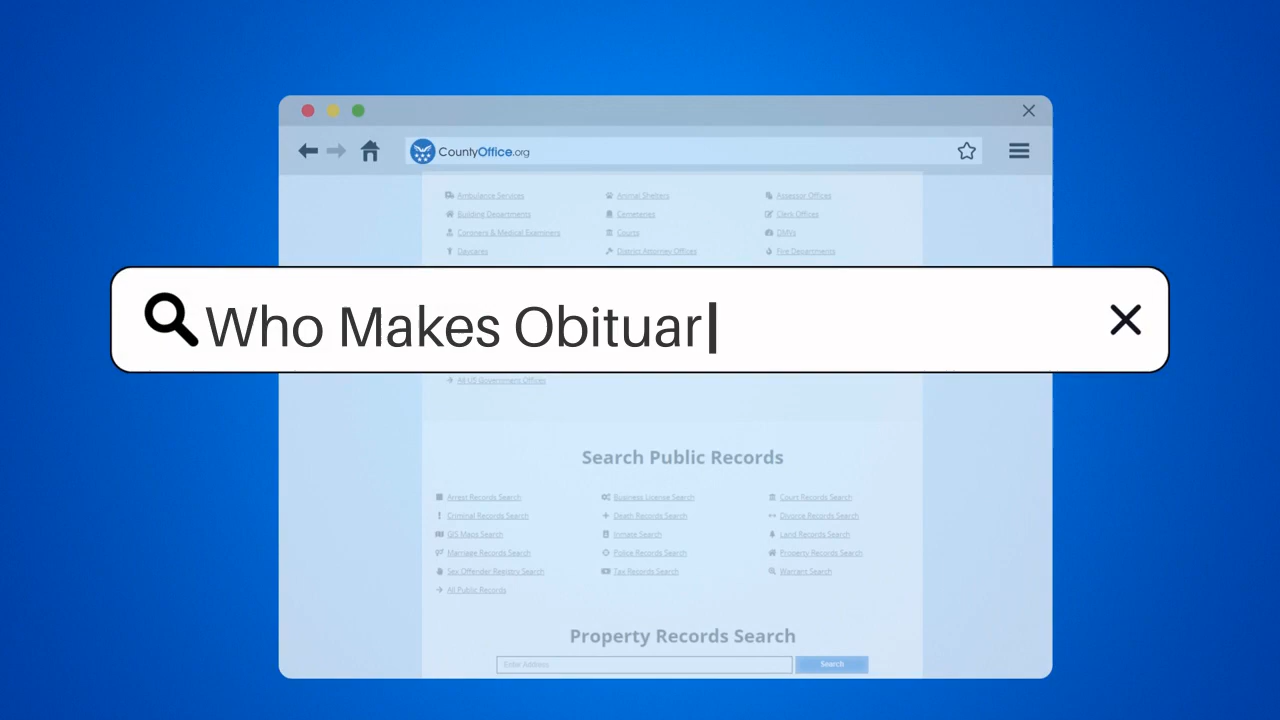 CountyOffice.org
Ambulance Services Animal Shelters Assessor Offices
Building Departments Cemeteries Clerk Offices
Coroners & Medical Examiners Courts DMVs
Daycares District Attorney Offices Fire Departments
Who Makes Obituar
All US Government Offices
Search Public Records
Arrest Records Search Business License Search Court Records Search
Criminal Records Search Death Records Search Divorce Records Search
GIS Maps Search Inmate Search Land Records Search
Marriage Records Search Police Records Search Property Records Search
Sex Offender Registry Search Tax Records Search Warrant Search
All Public Records
Property Records Search
Enter Address Search